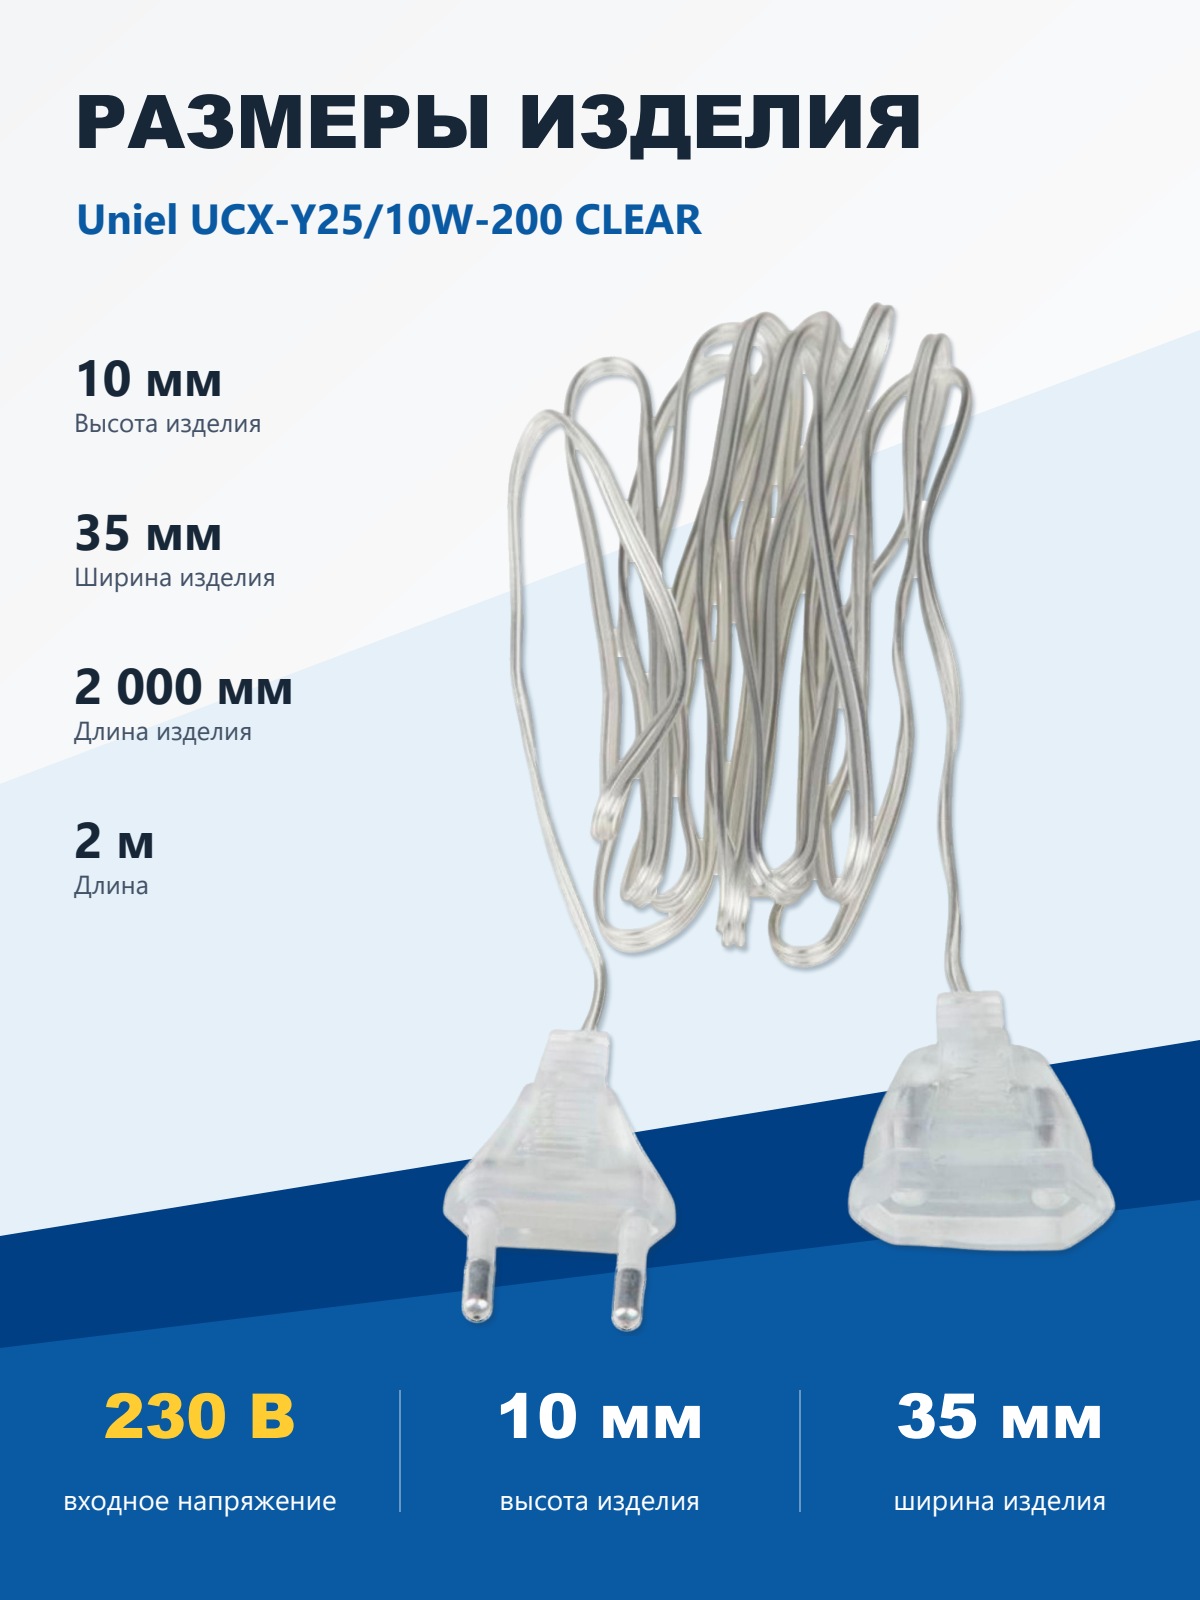 РАЗМЕРЫ ИЗДЕЛИЯ
Uniel UCX-Y25/10W-200 CLEAR
10 мм
Высота изделия
35 мм
Ширина изделия
2 000 мм
Длина изделия
2 м
Длина
230 В
входное напряжение
10 мм
высота изделия
35 мм
ширина изделия